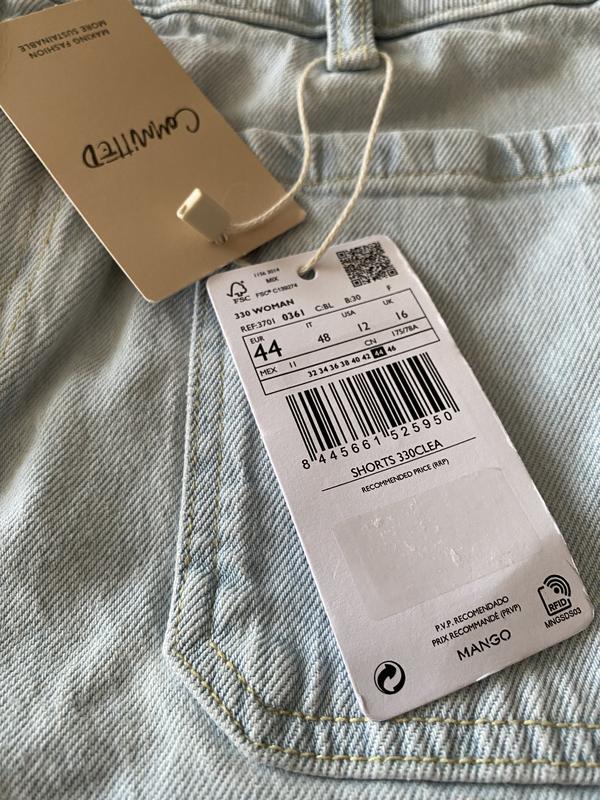 MAKING FASHION
MORE SUSTAINABLE
COMMITTED
FSC
1156 2014
MIX
FSC® C139274
330 WOMAN
REF:3701 0361 C:BL B:30 F
EUR IT USA UK
44 48 12 16
MEX 11 CN 175/78A
32 34 36 38 40 42 44 46
8 445661 525950
SHORTS 330CLEA
RECOMMENDED PRICE (RRP)
P.V.P. RECOMENDADO
PRIX RECOMMANDÉ (PRVP)
MANGO
RFID
MNGSDS03